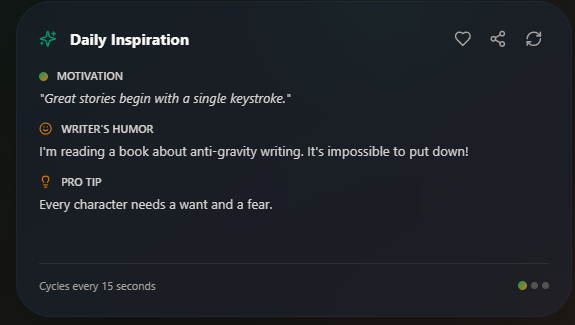 Daily Inspiration
MOTIVATION
"Great stories begin with a single keystroke."
WRITER'S HUMOR
I'm reading a book about anti-gravity writing. It's impossible to put down!
PRO TIP
Every character needs a want and a fear.
Cycles every 15 seconds